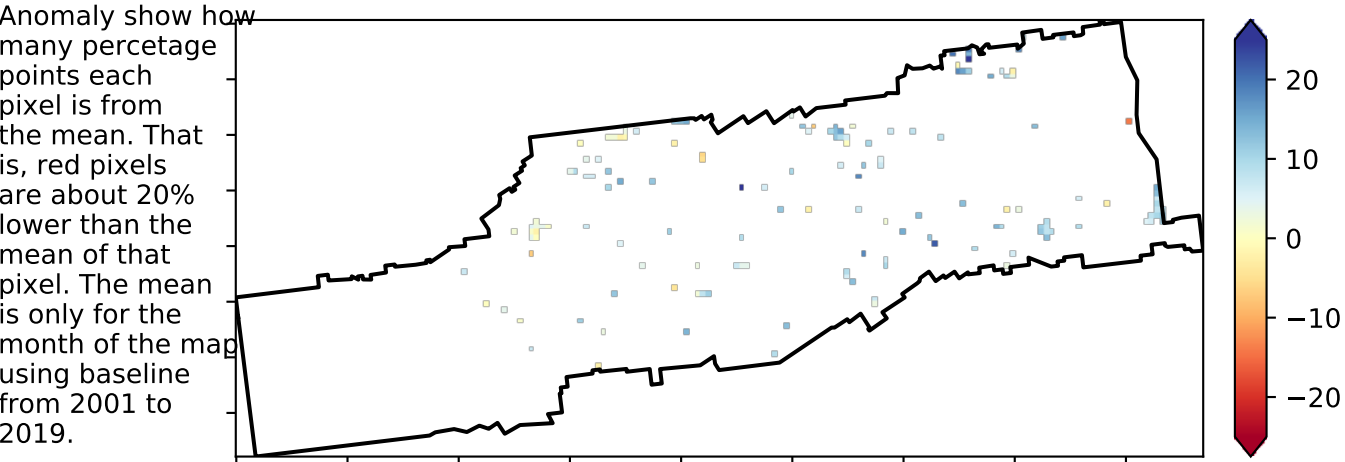 Anomaly show how
many percetage
points each
pixel is from
the mean. That
is, red pixels
are about 20%
lower than the
mean of that
pixel. The mean
is only for the
month of the map
using baseline
from 2001 to
2019.
20
10
0
−10
−20